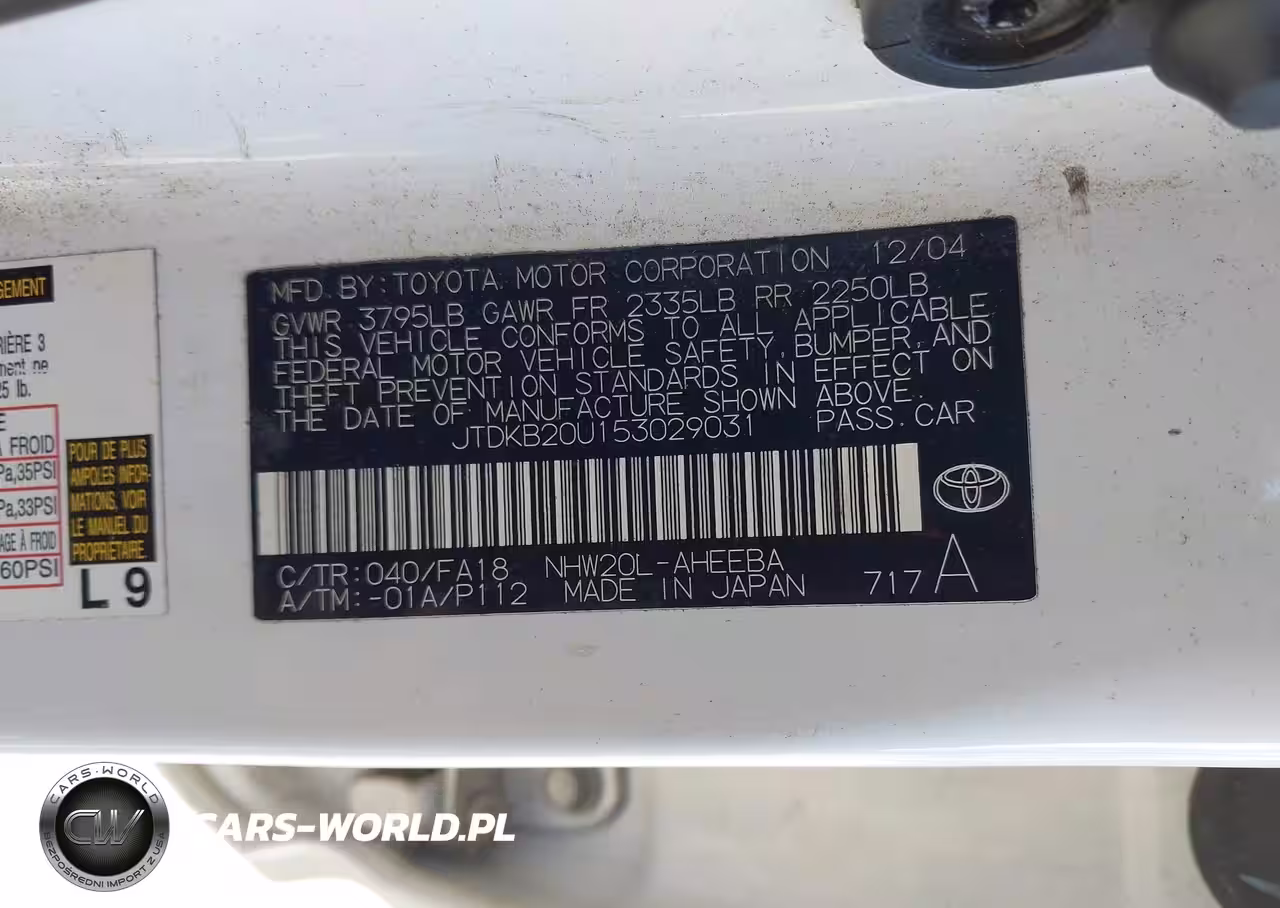 GEMENT
RIÈRE 3
ment ne
25 lb.
E
À FROID
Pa,35PSI
Pa,33PSI
AGE À FROID
60PSI
POUR DE PLUS
AMPLES INFOR-
MATIONS, VOIR
LE MANUEL DU
PROPRIÉTAIRE.
L 9
MFD BY: TOYOTA MOTOR CORPORATION 12/04
GVWR 3795LB GAWR FR 2335LB RR 2250LB
THIS VEHICLE CONFORMS TO ALL APPLICABLE
FEDERAL MOTOR VEHICLE SAFETY, BUMPER, AND
THEFT PREVENTION STANDARDS IN EFFECT ON
THE DATE OF MANUFACTURE SHOWN ABOVE.
JTDKB20U153029031 PASS. CAR
C/TR: 040/FA18 NHW20L-AHEEBA
A/TM: -01A/P112 MADE IN JAPAN 717 A
CARS-WORLD
CW
BEZPOŚREDNI IMPORT Z USA
CARS-WORLD.PL